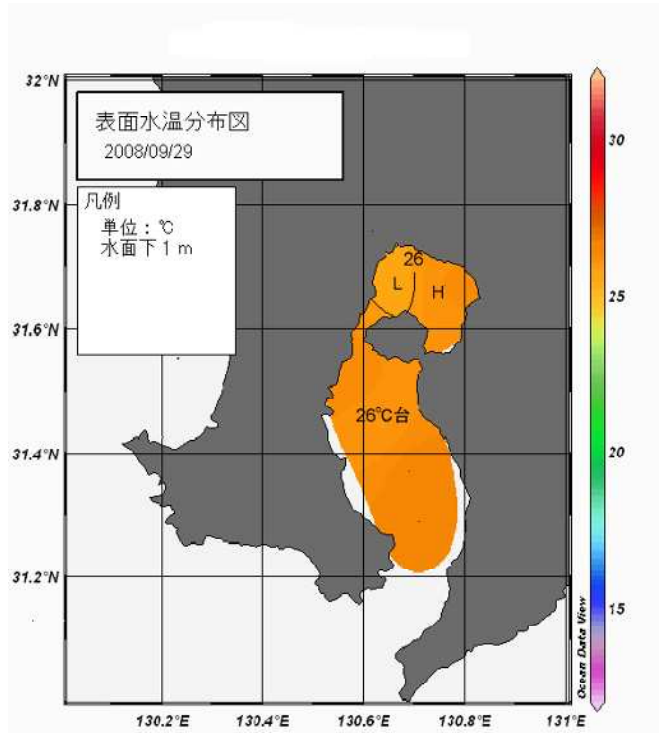 表面水温分布図
2008/09/29
凡例
単位：℃
水面下１ｍ
32°N
31.8°N
31.6°N
31.4°N
31.2°N
26
L
H
26℃台
130.2°E
130.4°E
130.6°E
130.8°E
131°E
30
25
20
15
Ocean Data View